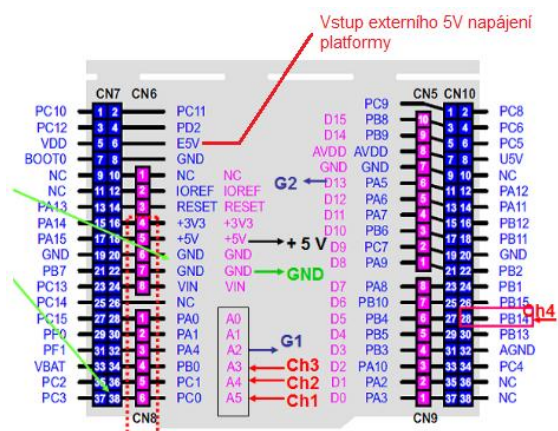 Vstup externího 5V napájení
platformy
CN7 CN6 CN5 CN10
PC10 1 2 PC11 PC9 1 2 PC8
PC12 3 4 PD2 D15 PB8 10 3 4 PC6
VDD 5 6 E5V D14 PB9 9 5 6 PC5
BOOT0 7 8 GND AVDD AVDD 8 7 8 U5V
NC 9 10 1 NC NC GND GND 7 9 10 NC
NC 11 12 2 IOREF IOREF G2 D13 PA5 6 11 12 PA12
PA13 13 14 3 RESET RESET D12 PA6 5 13 14 PA11
PA14 15 16 4 +3V3 +3V3 D11 PA7 4 15 16 PB12
PA15 17 18 5 +5V +5V + 5 V D10 PB6 3 17 18 PB11
GND 19 20 6 GND GND D9 PC7 2 19 20 GND
PB7 21 22 7 GND GND GND D8 PA9 1 21 22 PB2
PC13 23 24 8 VIN VIN D7 PA8 8 23 24 PB1
PC14 25 26 NC D6 PB10 7 25 26 PB15
PC15 27 28 1 PA0 A0 D5 PB4 6 27 28 PB14 Ch4
PF0 29 30 2 PA1 A1 D4 PB5 5 29 30 PB13
PF1 31 32 3 PA4 A2 G1 D3 PB3 4 31 32 AGND
VBAT 33 34 4 PB0 A3 Ch3 D2 PA10 3 33 34 PC4
PC2 35 36 5 PC1 A4 Ch2 D1 PA2 2 35 36 NC
PC3 37 38 6 PC0 A5 Ch1 D0 PA3 1 37 38 NC
CN8 CN9